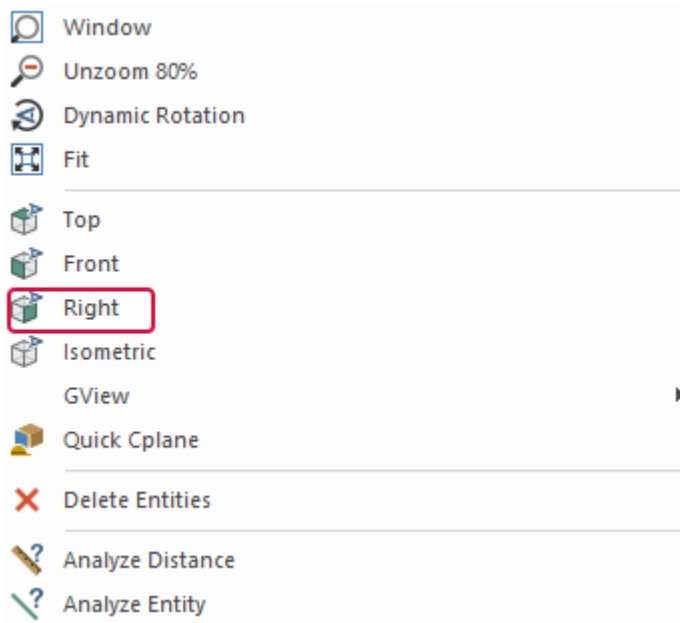 Window
Unzoom 80%
Dynamic Rotation
Fit
Top
Front
Right
Isometric
GView
Quick Cplane
Delete Entities
Analyze Distance
Analyze Entity